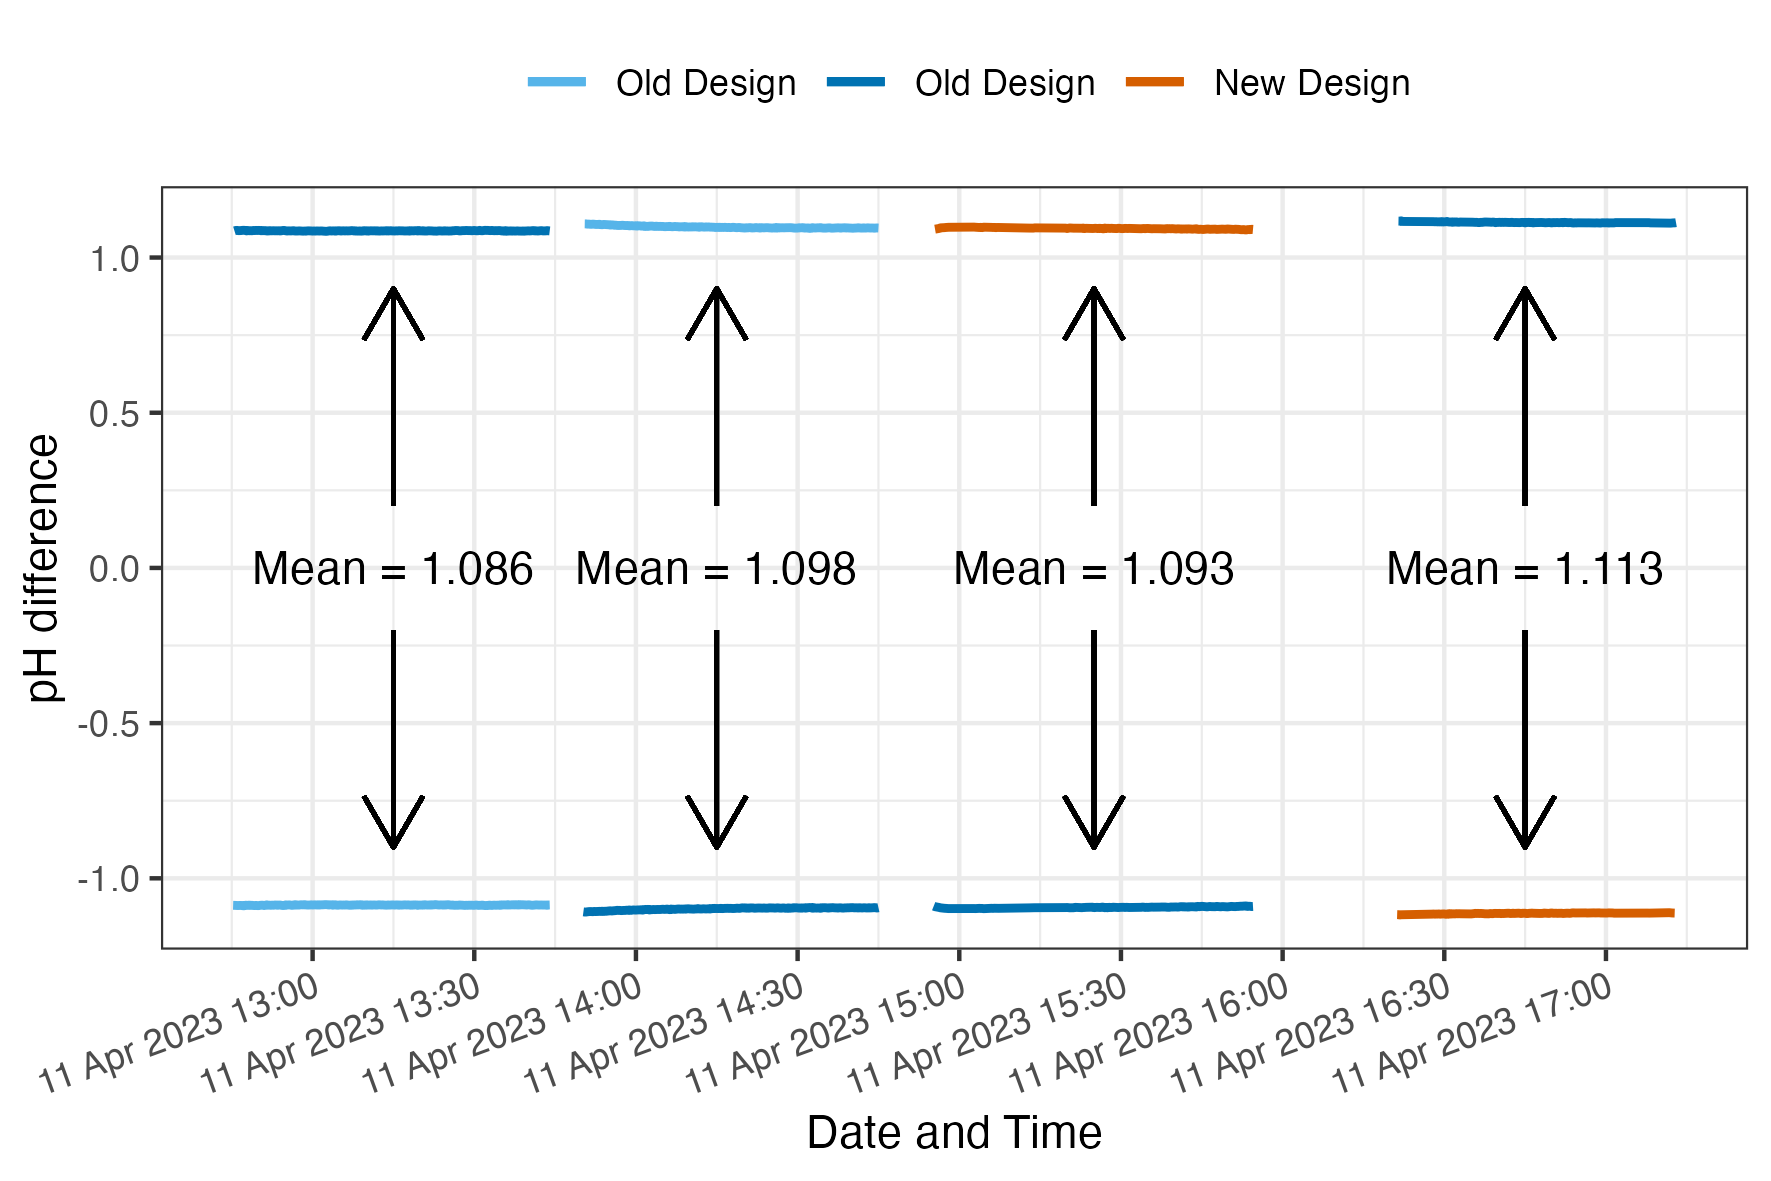 Old Design Old Design New Design
pH difference
1.0
0.5
0.0
-0.5
-1.0
Mean = 1.086 Mean = 1.098 Mean = 1.093 Mean = 1.113
11 Apr 2023 13:00
11 Apr 2023 13:30
11 Apr 2023 14:00
11 Apr 2023 14:30
11 Apr 2023 15:00
11 Apr 2023 15:30
11 Apr 2023 16:00
11 Apr 2023 16:30
11 Apr 2023 17:00
Date and Time